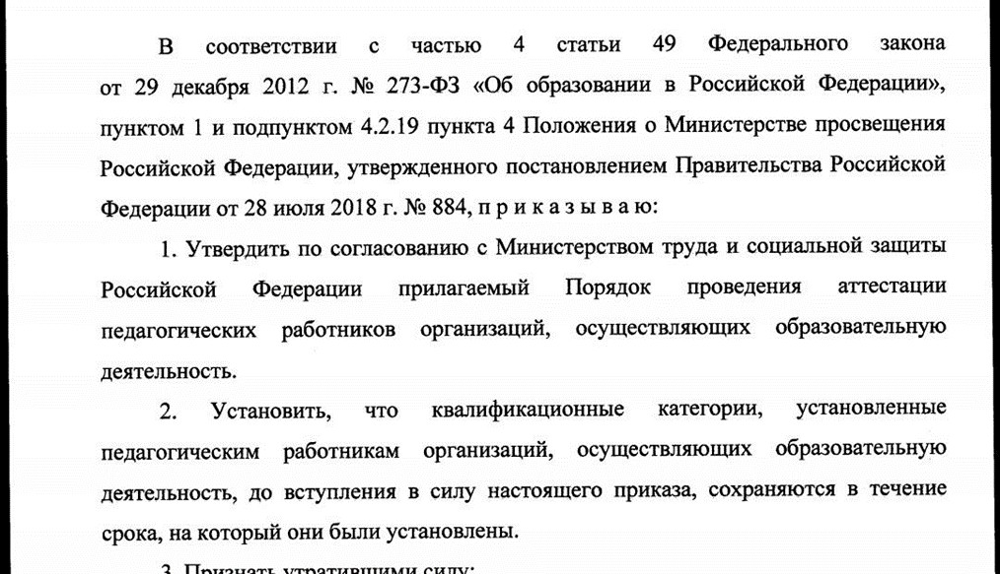 В соответствии с частью 4 статьи 49 Федерального закона
от 29 декабря 2012 г. № 273-ФЗ «Об образовании в Российской Федерации»,
пунктом 1 и подпунктом 4.2.19 пункта 4 Положения о Министерстве просвещения
Российской Федерации, утвержденного постановлением Правительства Российской
Федерации от 28 июля 2018 г. № 884, п р и к а з ы в а ю:
1. Утвердить по согласованию с Министерством труда и социальной защиты
Российской Федерации прилагаемый Порядок проведения аттестации
педагогических работников организаций, осуществляющих образовательную
деятельность.
2. Установить, что квалификационные категории, установленные
педагогическим работникам организаций, осуществляющих образовательную
деятельность, до вступления в силу настоящего приказа, сохраняются в течение
срока, на который они были установлены.
3. Признать утратившими силу: